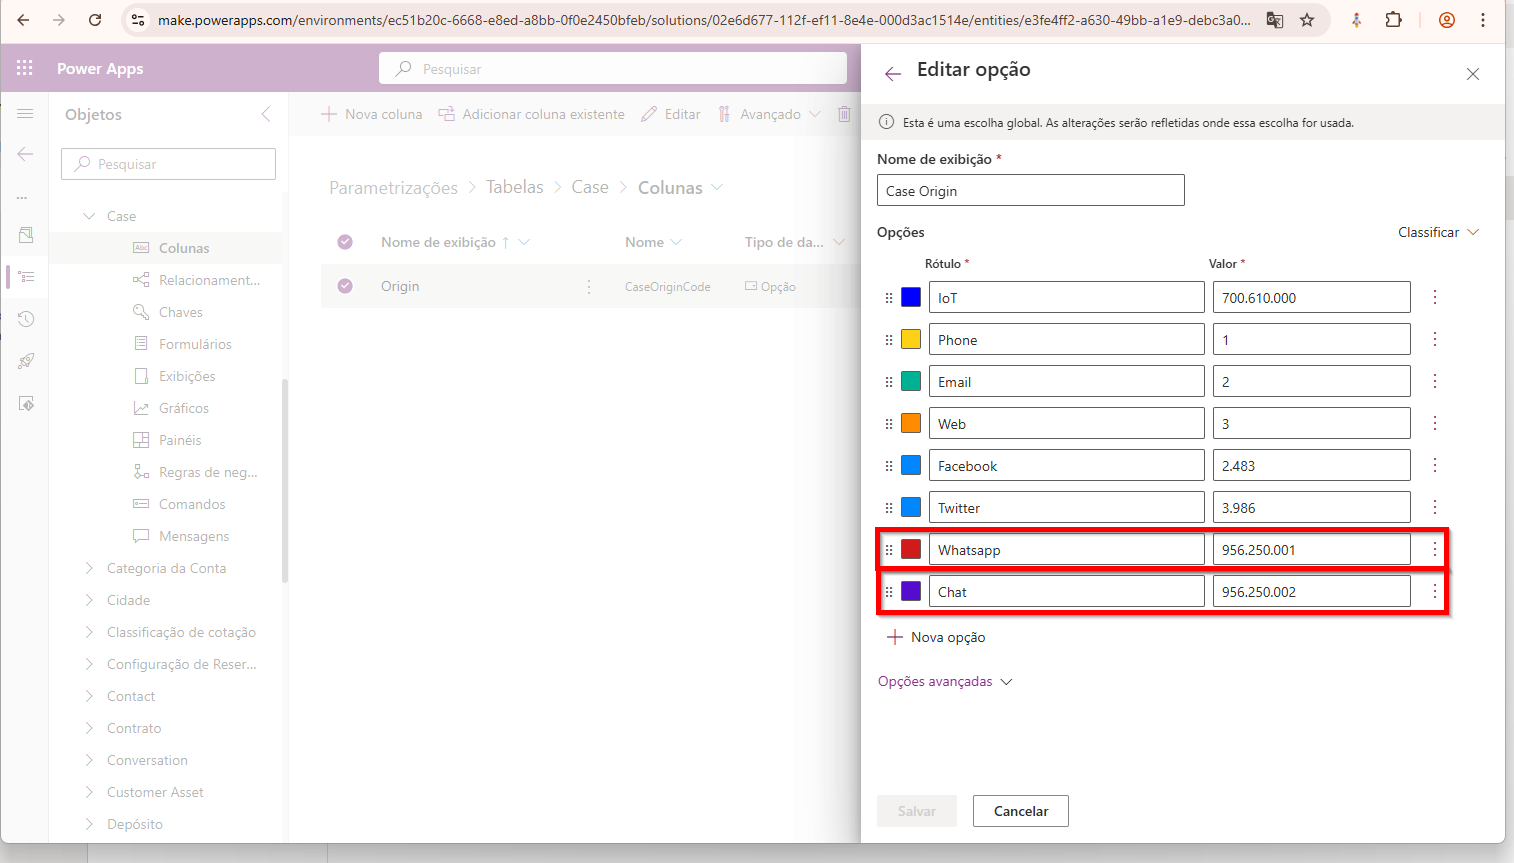 make.powerapps.com/environments/ec51b20c-6668-e8ed-a8bb-0f0e2450bfeb/solutions/02e6d677-112f-ef11-8e4e-000d3ac1514e/entities/e3fe4ff2-a630-49bb-a1e9-debc3a0...
Power Apps
Pesquisar
Objetos
Pesquisar
...
Case
Colunas
Relacionament...
Chaves
Formulários
Exibições
Gráficos
Painéis
Regras de neg...
Comandos
Mensagens
Categoria da Conta
Cidade
Classificação de cotação
Configuração de Reser...
Contact
Contrato
Conversation
Customer Asset
Depósito
Nova coluna
Adicionar coluna existente
Editar
Avançado
Parametrizações > Tabelas > Case > Colunas
Nome de exibição ↑ Nome Tipo de da...
Origin CaseOriginCode Opção
Editar opção
Esta é uma escolha global. As alterações serão refletidas onde essa escolha for usada.
Nome de exibição *
Case Origin
Opções Classificar
Rótulo * Valor *
IoT 700.610.000
Phone 1
Email 2
Web 3
Facebook 2.483
Twitter 3.986
Whatsapp 956.250.001
Chat 956.250.002
Nova opção
Opções avançadas
Salvar Cancelar